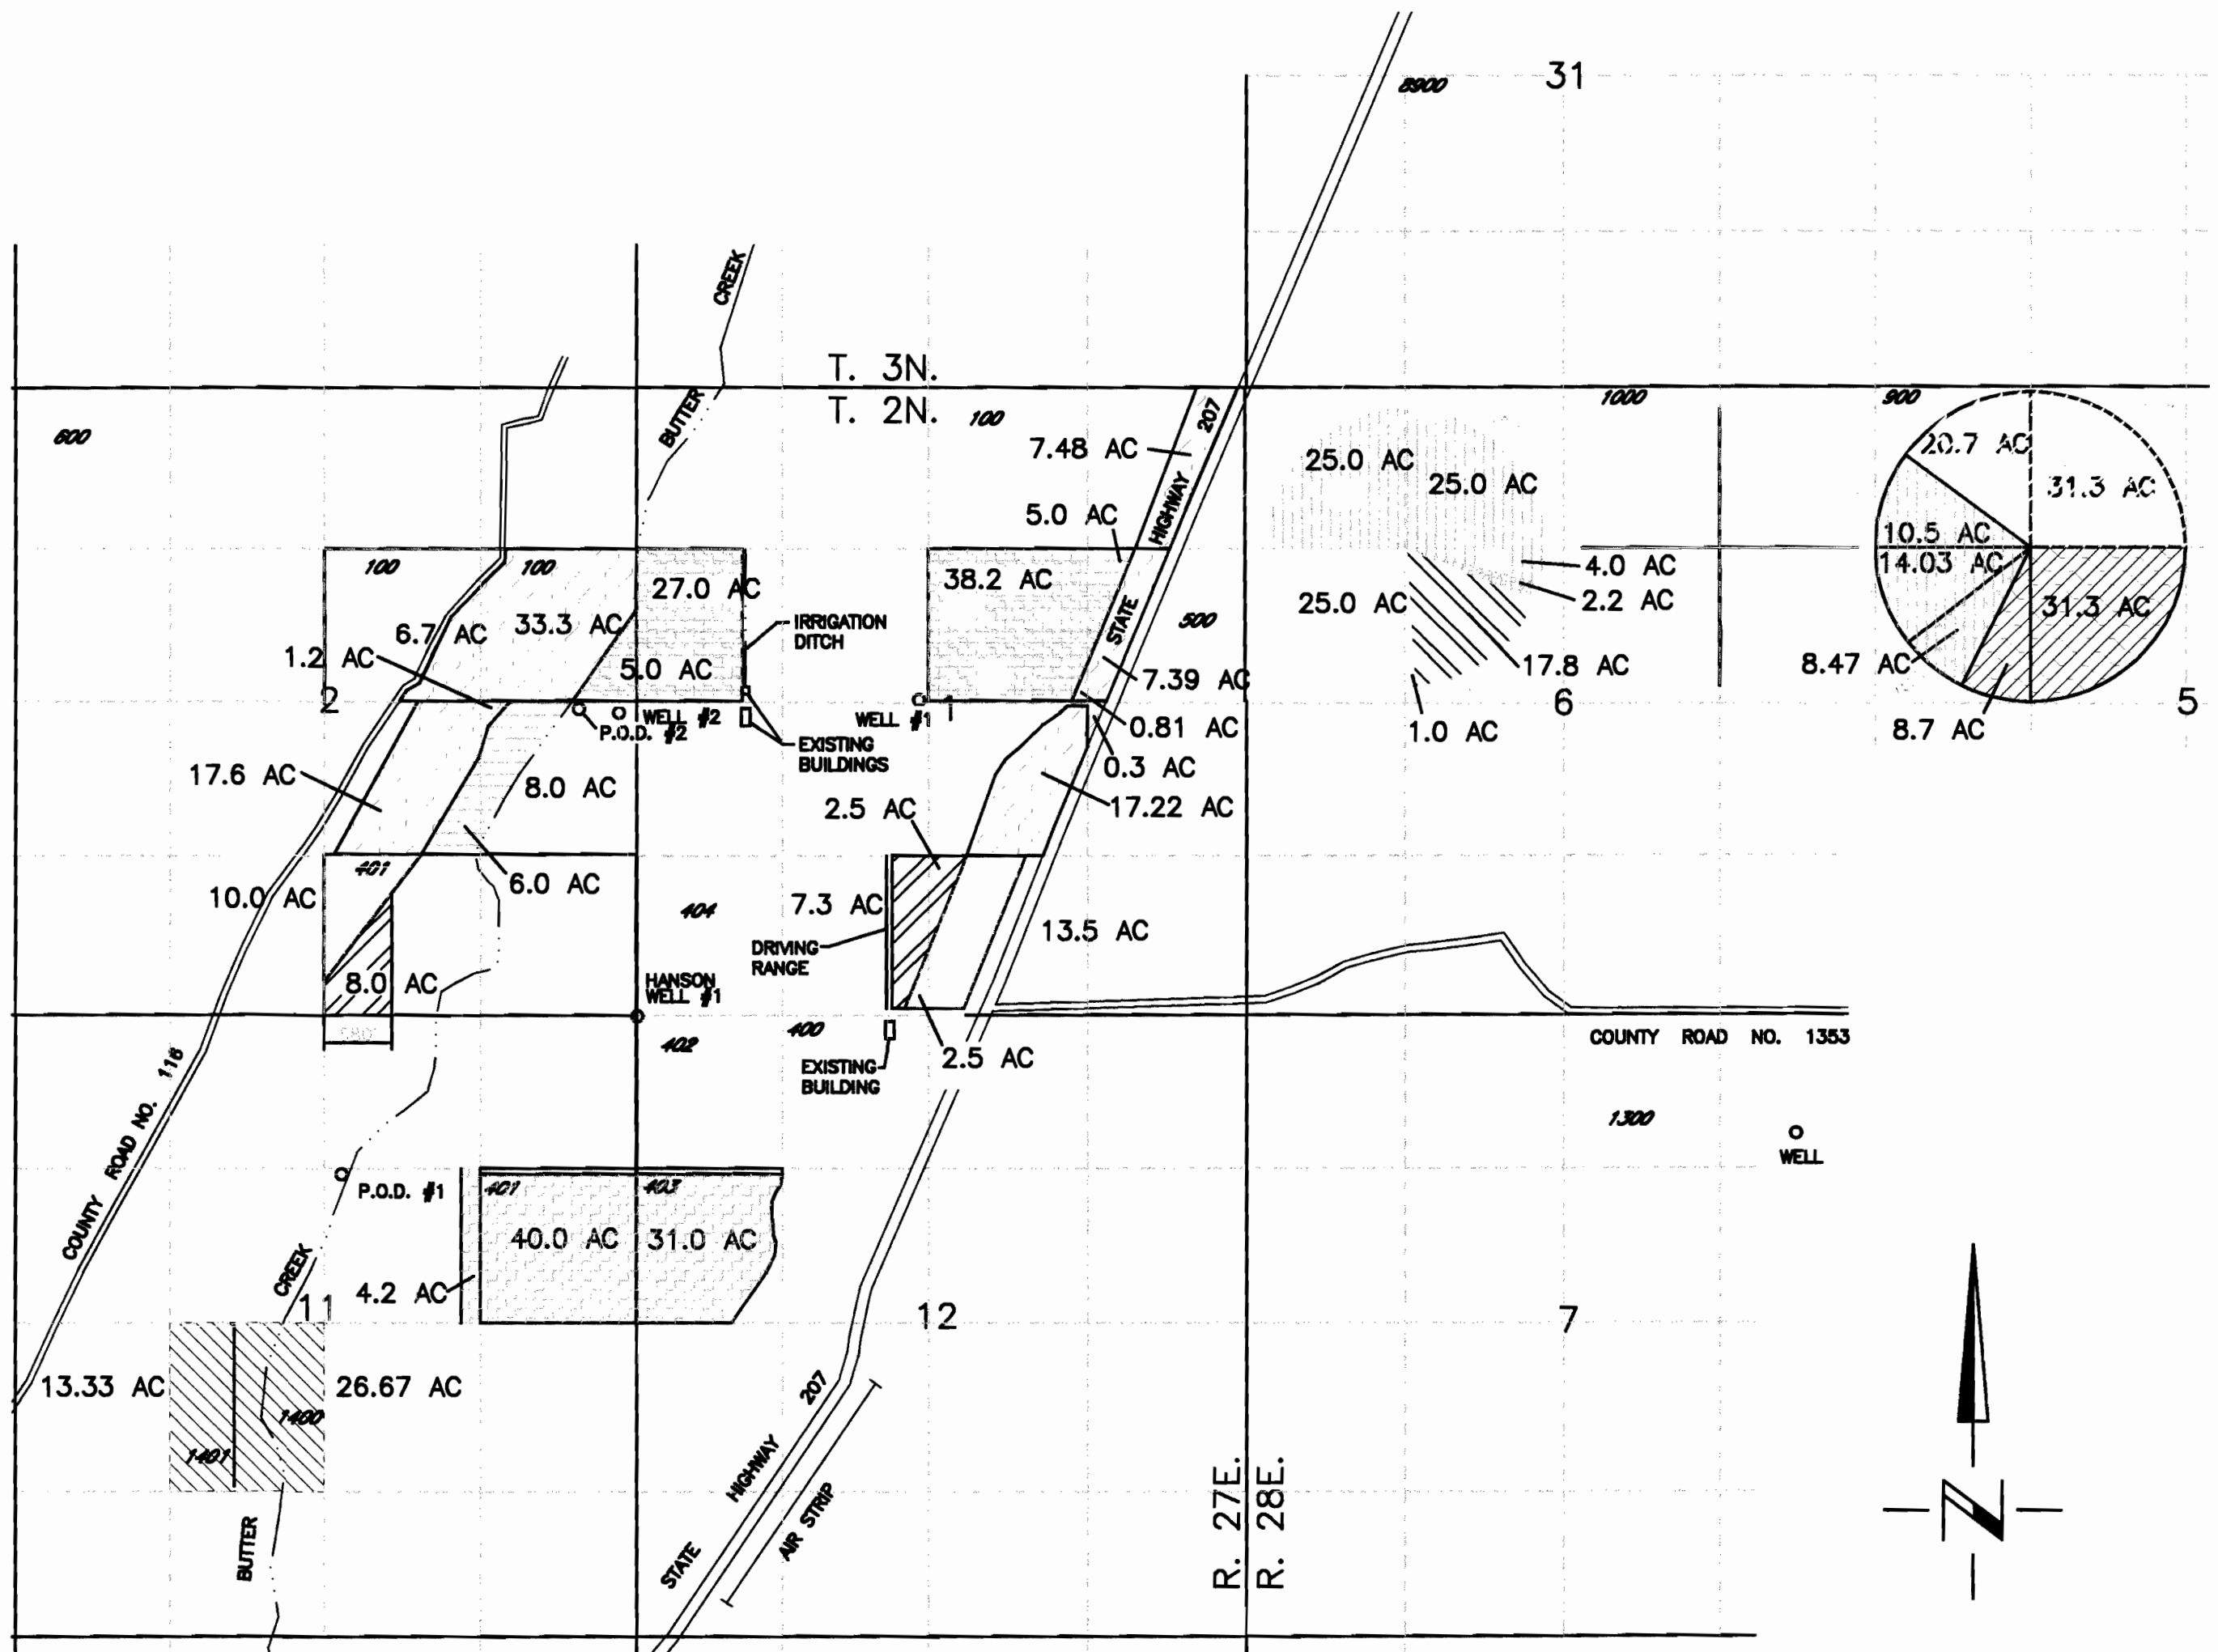 31
8900
CREEK
T. 3N.
T. 2N.
BUTTER
600
100
207
1000
900
7.48 AC
25.0 AC
25.0 AC
20.7 AC
31.3 AC
HIGHWAY
5.0 AC
100
100
27.0 AC
38.2 AC
10.5 AC
14.03 AC
4.0 AC
2.2 AC
25.0 AC
31.3 AC
6.7 AC
33.3 AC
IRRIGATION
DITCH
STATE
500
1.2 AC
5.0 AC
7.39 AC
17.8 AC
8.47 AC
2
WELL #2
P.O.D. #2
WELL #1
1
0.81 AC
6
5
1.0 AC
8.7 AC
EXISTING
BUILDINGS
17.6 AC
8.0 AC
0.3 AC
2.5 AC
17.22 AC
401
6.0 AC
10.0 AC
404
7.3 AC
13.5 AC
DRIVING
RANGE
8.0 AC
HANSON
WELL #1
400
402
2.5 AC
EXISTING
BUILDING
COUNTY ROAD NO. 1353
COUNTY ROAD NO. 116
1300
WELL
P.O.D. #1
401
403
40.0 AC
31.0 AC
CREEK
4.2 AC
11
12
7
13.33 AC
26.67 AC
1400
1401
207
HIGHWAY
STATE
AIR STRIP
BUTTER
R. 27E.
R. 28E.
N